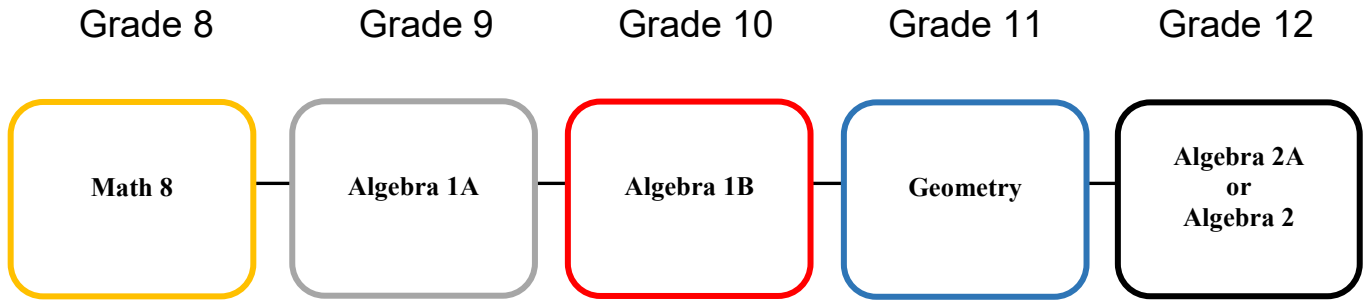 Grade 8 Grade 9 Grade 10 Grade 11 Grade 12
Math 8
Algebra 1A
Algebra 1B
Geometry
Algebra 2A
or
Algebra 2